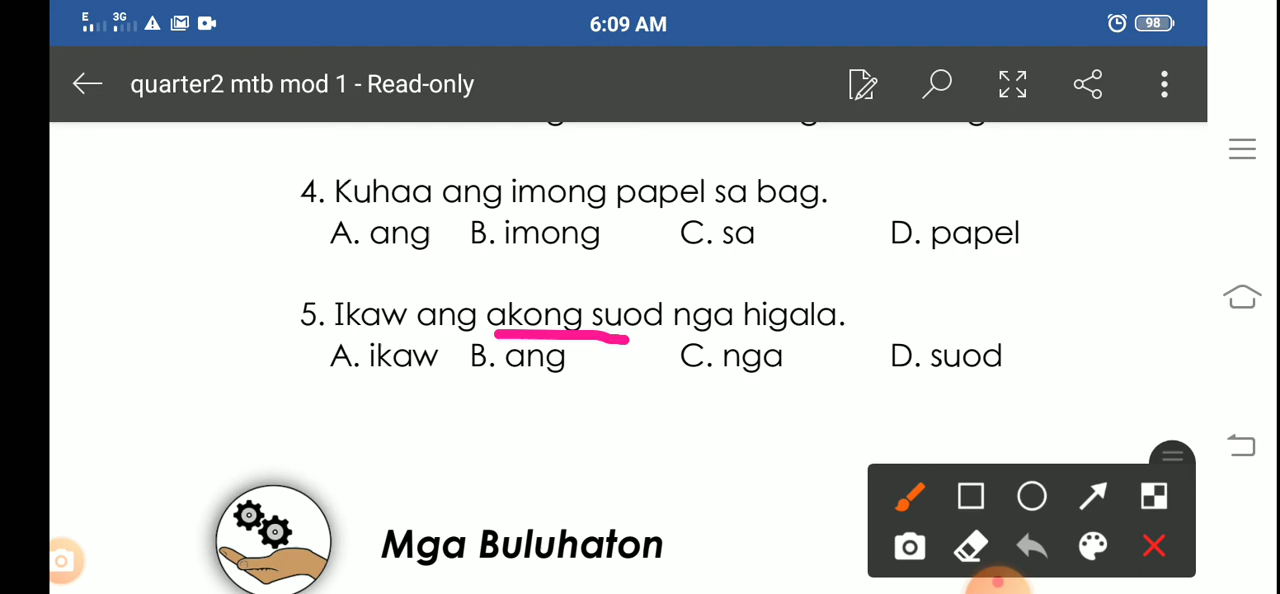 E 3G 6:09 AM 98
quarter2 mtb mod 1 - Read-only
4. Kuhaa ang imong papel sa bag.
A. ang B. imong C. sa D. papel
5. Ikaw ang akong suod nga higala.
A. ikaw B. ang C. nga D. suod
Mga Buluhaton